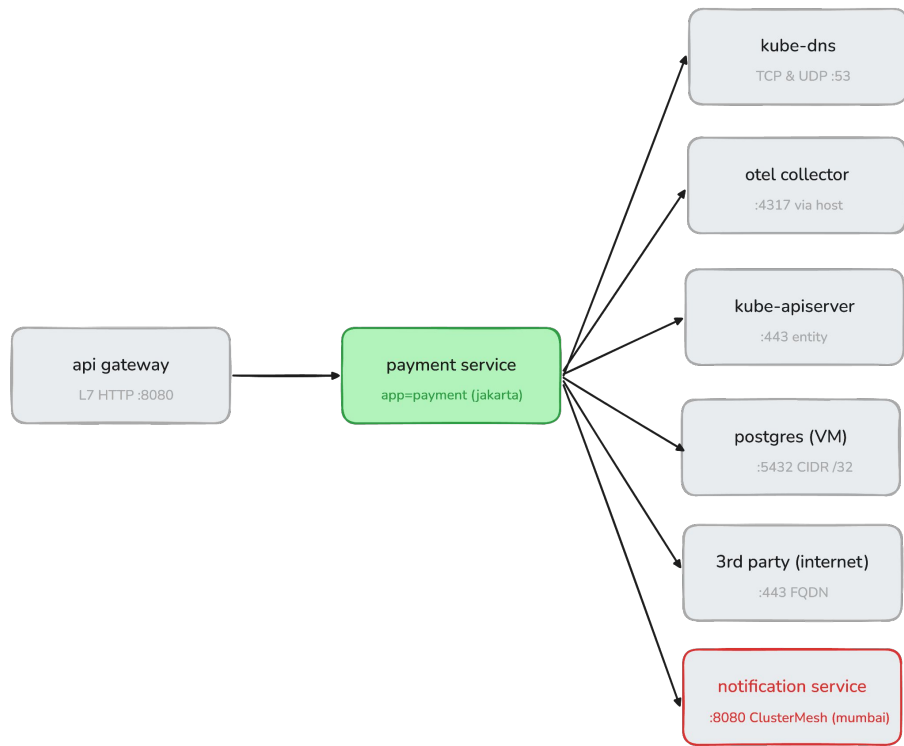 kube-dns
TCP & UDP :53
otel collector
:4317 via host
kube-apiserver
:443 entity
api gateway
L7 HTTP :8080
payment service
app=payment (jakarta)
postgres (VM)
:5432 CIDR /32
3rd party (internet)
:443 FQDN
notification service
:8080 ClusterMesh (mumbai)